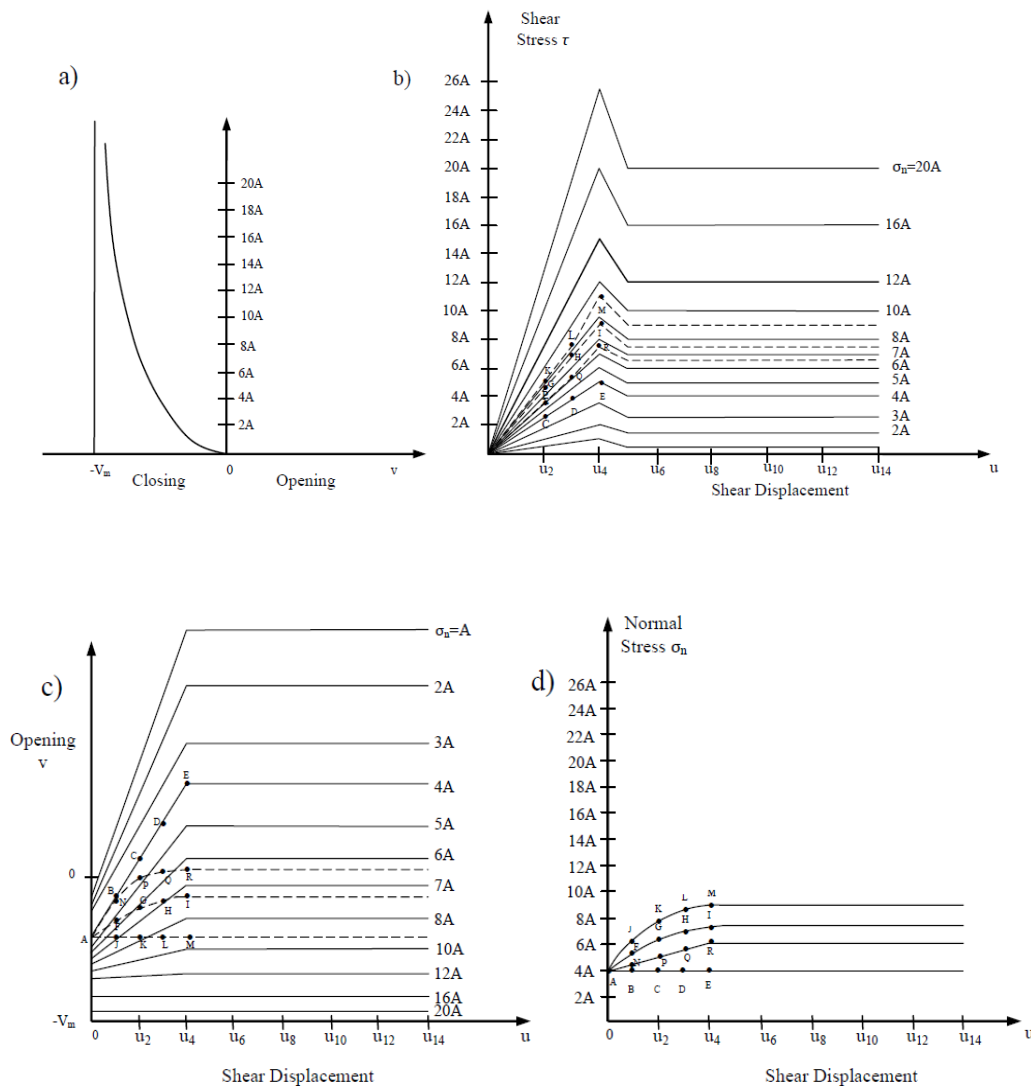 a)
20A
18A
16A
14A
12A
10A
8A
6A
4A
2A
-Vm
0
v
Closing
Opening
b)
Shear
Stress τ
26A
24A
22A
20A
18A
16A
14A
12A
10A
8A
6A
4A
2A
σn=20A
16A
12A
10A
8A
7A
6A
5A
4A
3A
2A
K
L
M
G
H
I
R
Q
C
D
E
u2
u4
u6
u8
u10
u12
u14
u
Shear Displacement
c)
Opening
v
0
-Vm
σn=A
2A
3A
4A
5A
6A
7A
8A
10A
12A
16A
20A
A
B
C
D
E
N
P
Q
R
F
G
H
I
J
K
L
M
0
u2
u4
u6
u8
u10
u12
u14
u
Shear Displacement
d)
Normal
Stress σn
26A
24A
22A
20A
18A
16A
14A
12A
10A
8A
6A
4A
2A
J
K
L
M
F
G
H
I
N
P
Q
R
A
B
C
D
E
0
u2
u4
u6
u8
u10
u12
u14
u
Shear Displacement